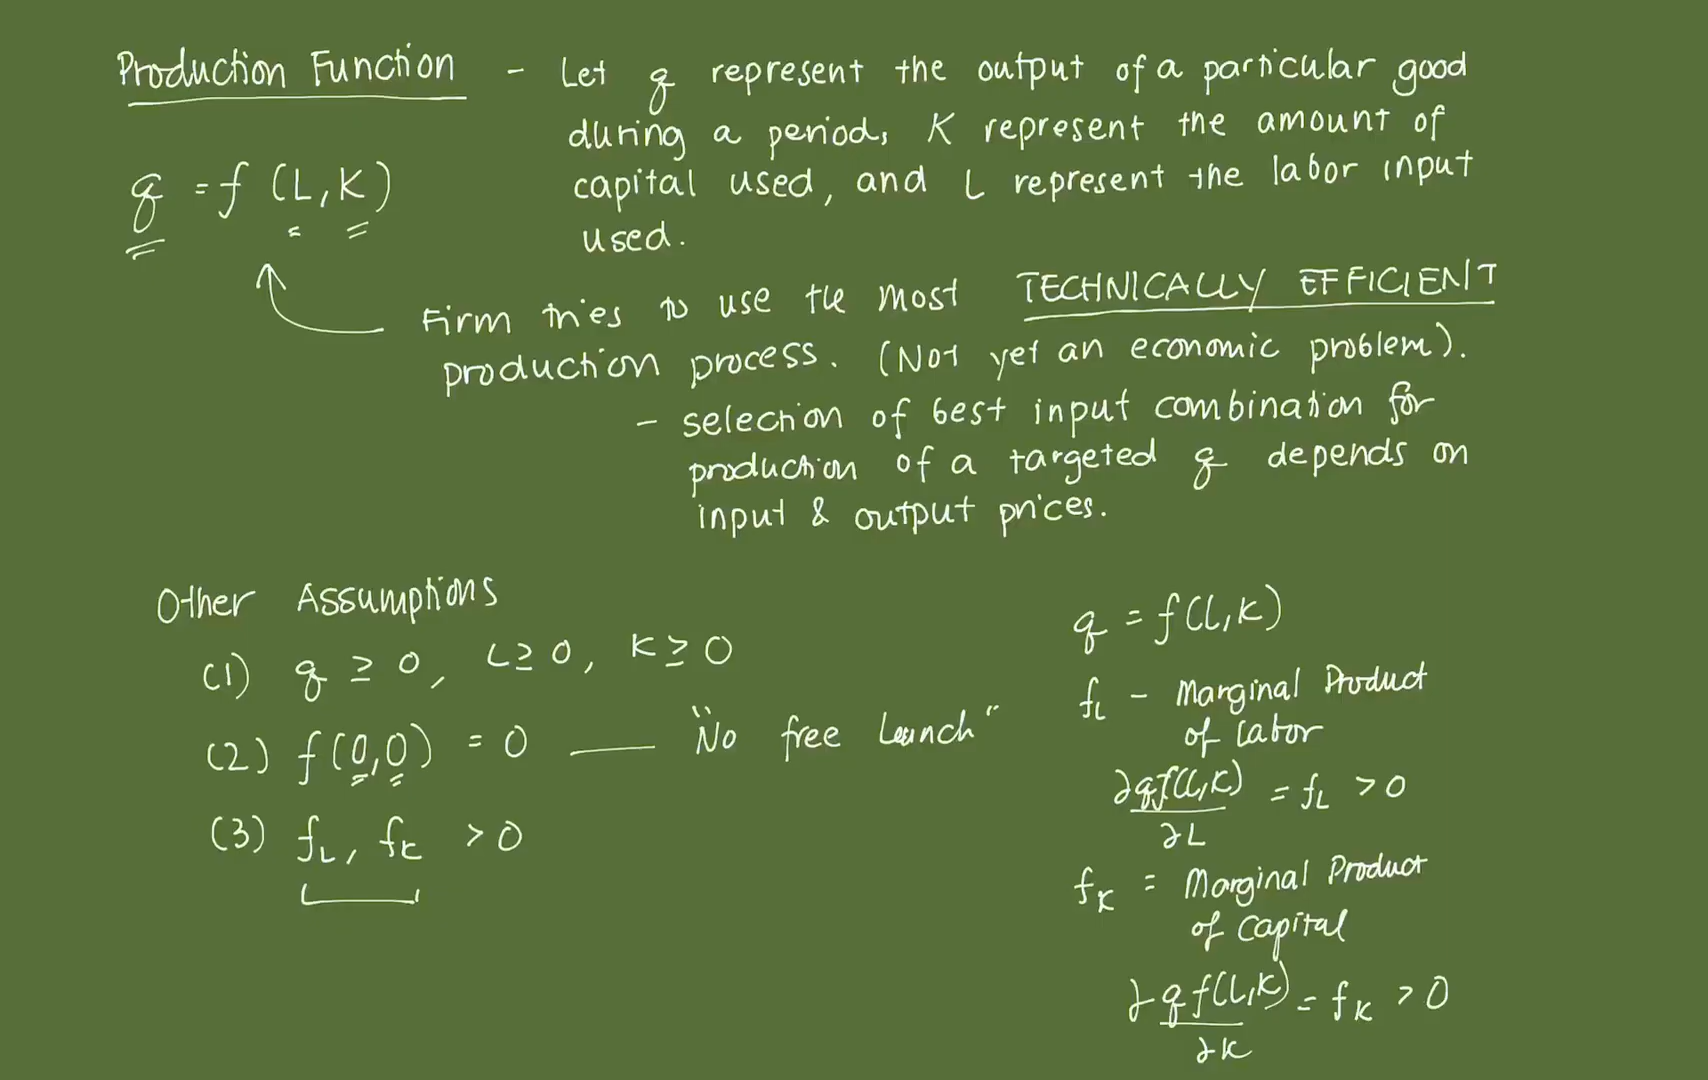 Production Function - Let q represent the output of a particular good
during a period, K represent the amount of
q = f (L, K)
capital used, and L represent the labor input
used.
Firm tries to use the most TECHNICALLY EFFICIENT
production process. (Not yet an economic problem).
- selection of best input combination for
production of a targeted q depends on
input & output prices.
Other Assumptions
(1) q ≥ 0, L ≥ 0, K ≥ 0
(2) f(0,0) = 0 — "No free Lunch"
(3) fL, fK > 0
q = f(L,K)
fL - Marginal Product
of Labor
∂qf(L,K)
= fL > 0
∂L
fK = Marginal Product
of Capital
∂qf(L,K) = fK > 0
∂K